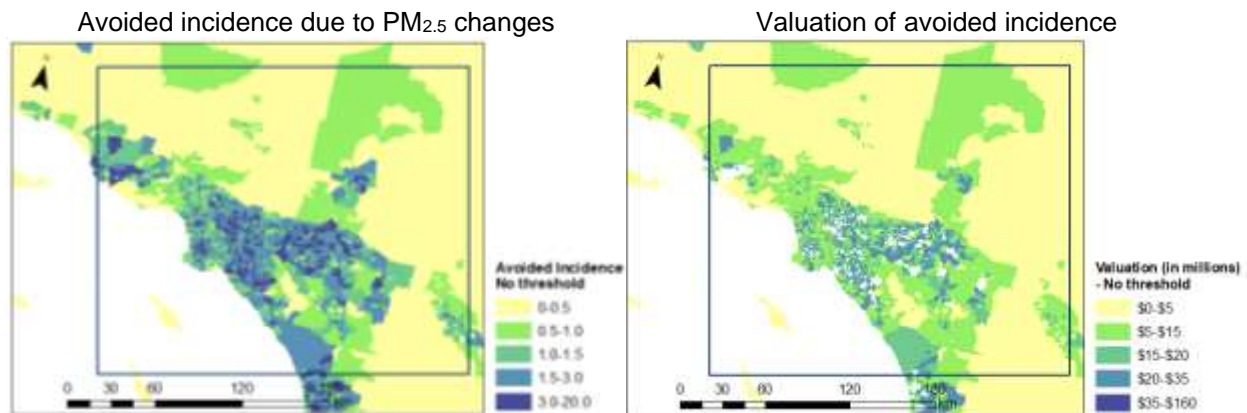 Avoided incidence due to PM2.5 changes
Valuation of avoided incidence
N
Avoided Incidence
No threshold
0-0.5
0.5-1.0
1.0-1.5
1.5-3.0
3.0-20.0
0 30 60 120 180
km
N
Valuation (in millions)
- No threshold
$0-$5
$5-$15
$15-$20
$20-$35
$35-$160
0 30 60 120 180
km